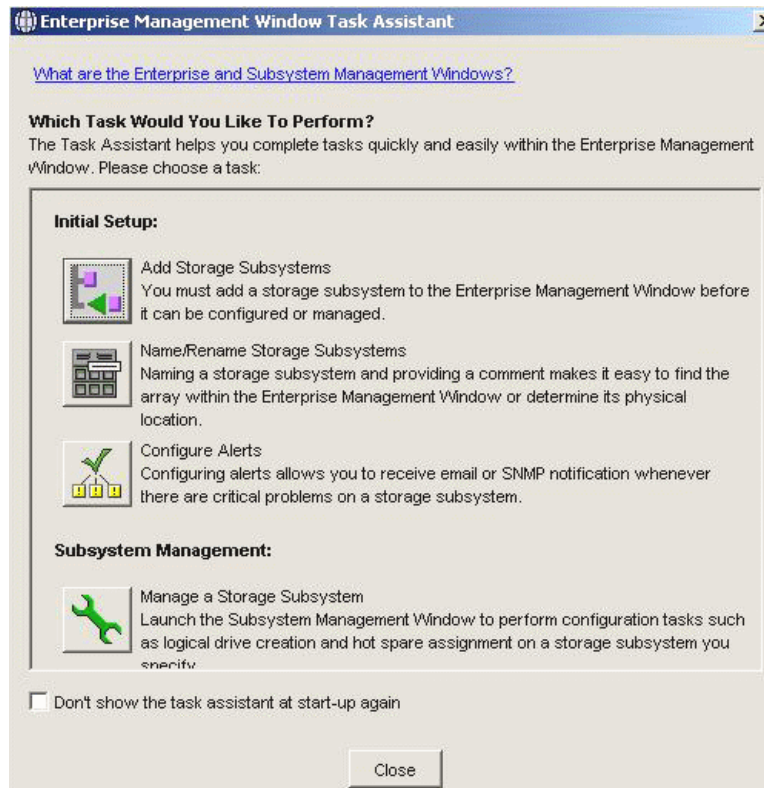 Enterprise Management Window Task Assistant
What are the Enterprise and Subsystem Management Windows?
Which Task Would You Like To Perform?
The Task Assistant helps you complete tasks quickly and easily within the Enterprise Management
Window. Please choose a task:
Initial Setup:
Add Storage Subsystems
You must add a storage subsystem to the Enterprise Management Window before
it can be configured or managed.
Name/Rename Storage Subsystems
Naming a storage subsystem and providing a comment makes it easy to find the
array within the Enterprise Management Window or determine its physical
location.
Configure Alerts
Configuring alerts allows you to receive email or SNMP notification whenever
there are critical problems on a storage subsystem.
Subsystem Management:
Manage a Storage Subsystem
Launch the Subsystem Management Window to perform configuration tasks such
as logical drive creation and hot spare assignment on a storage subsystem you
specify.
Don't show the task assistant at start-up again
Close